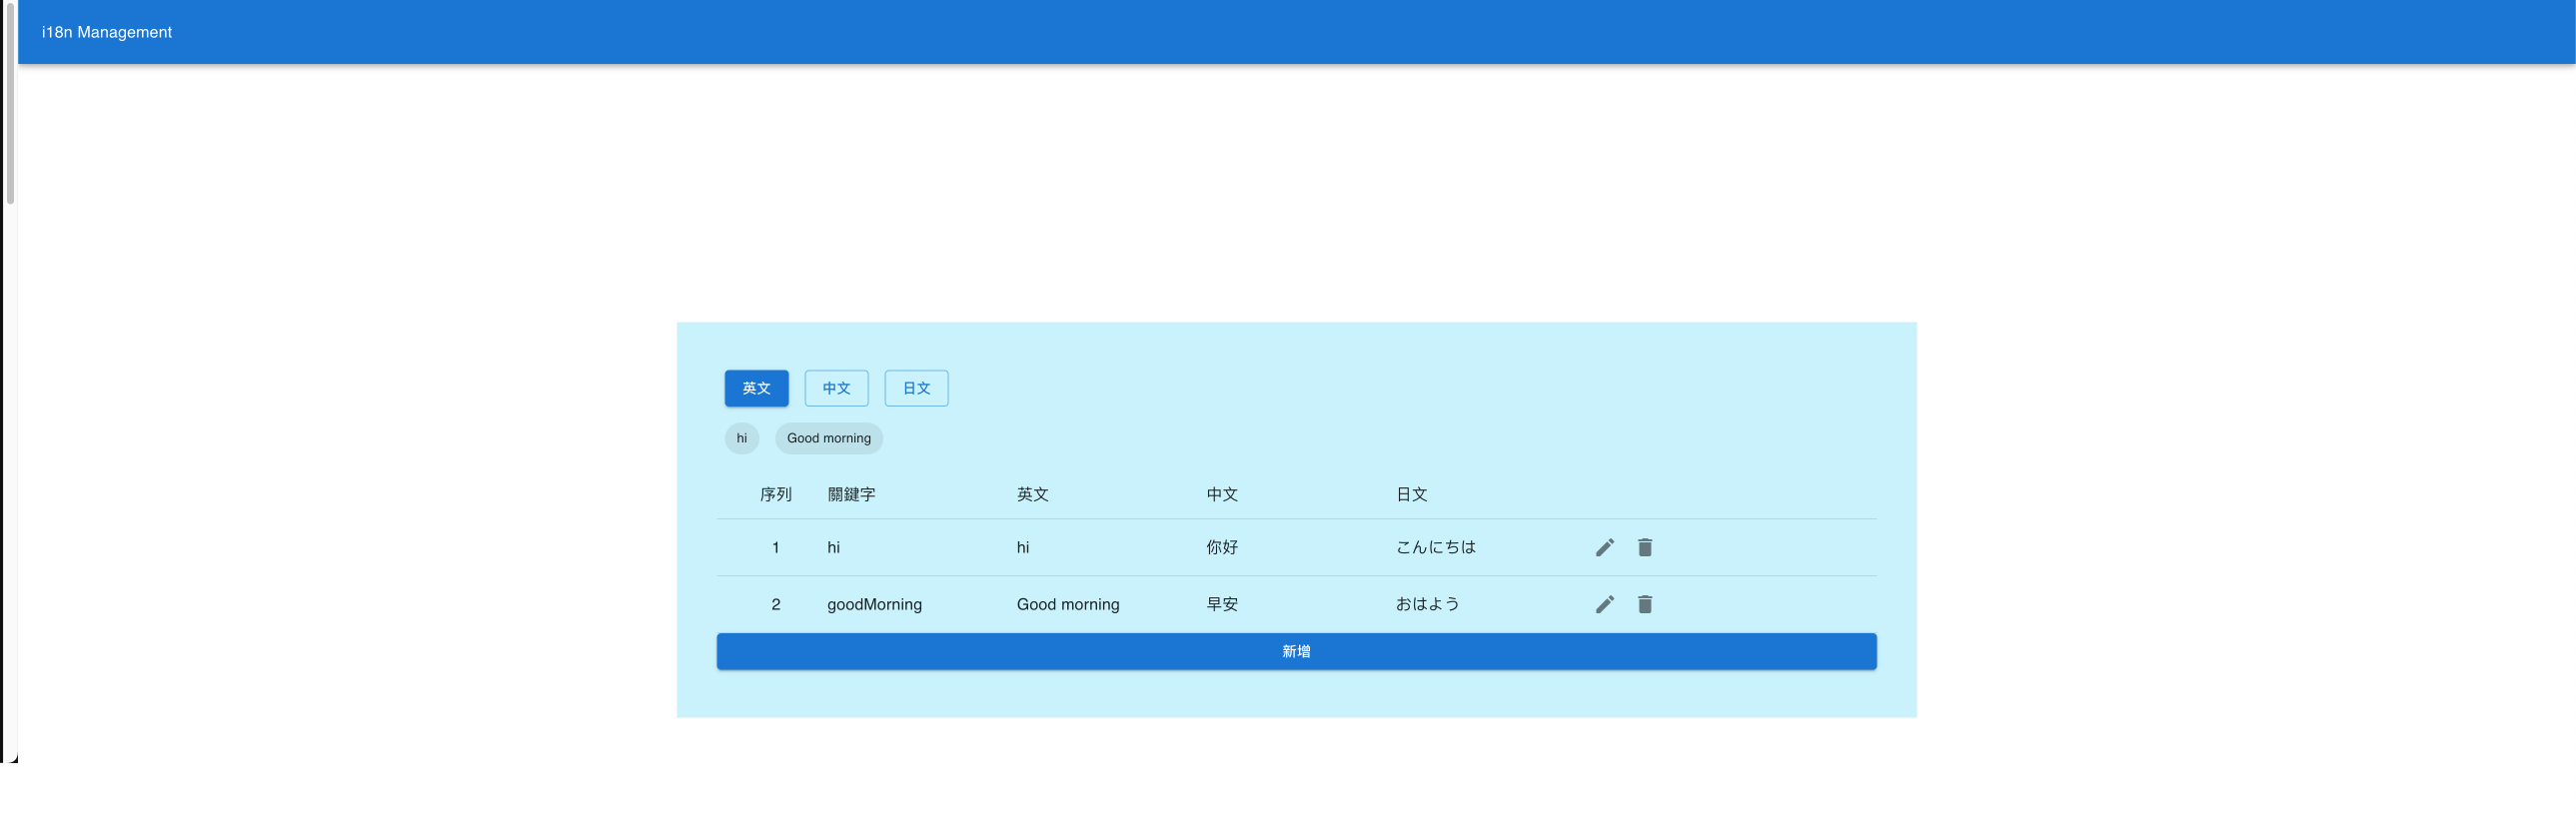 i18n Management
英文 中文 日文
hi Good morning
序列 關鍵字 英文 中文 日文
1 hi hi 你好 こんにちは
2 goodMorning Good morning 早安 おはよう
新增